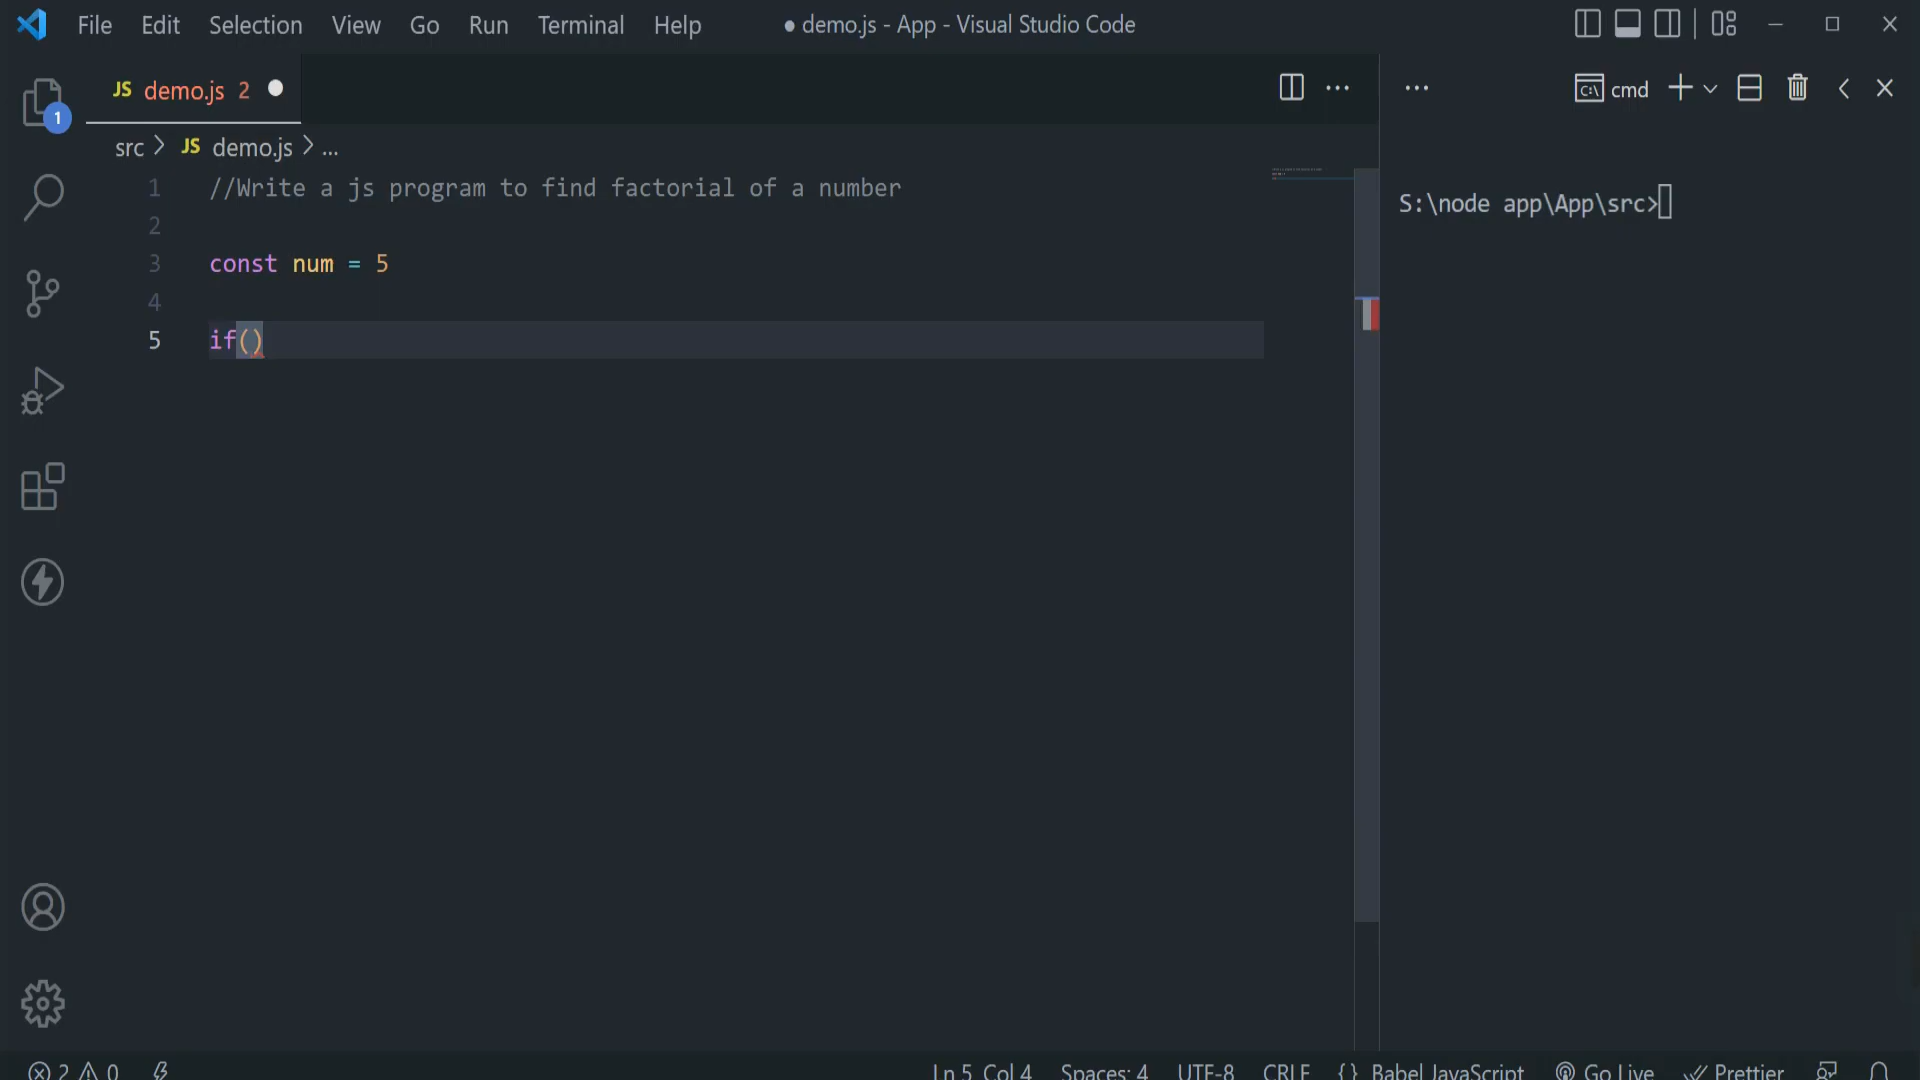 File Edit Selection View Go Run Terminal Help ● demo.js - App - Visual Studio Code
JS demo.js 2 ●
cmd
1
src > JS demo.js > ...
1 //Write a js program to find factorial of a number
2
3 const num = 5
4
5 if()
S:\node app\App\src>
2 0 Ln 5, Col 4 Spaces: 4 UTF-8 CRLF {} Babel JavaScript Go Live Prettier